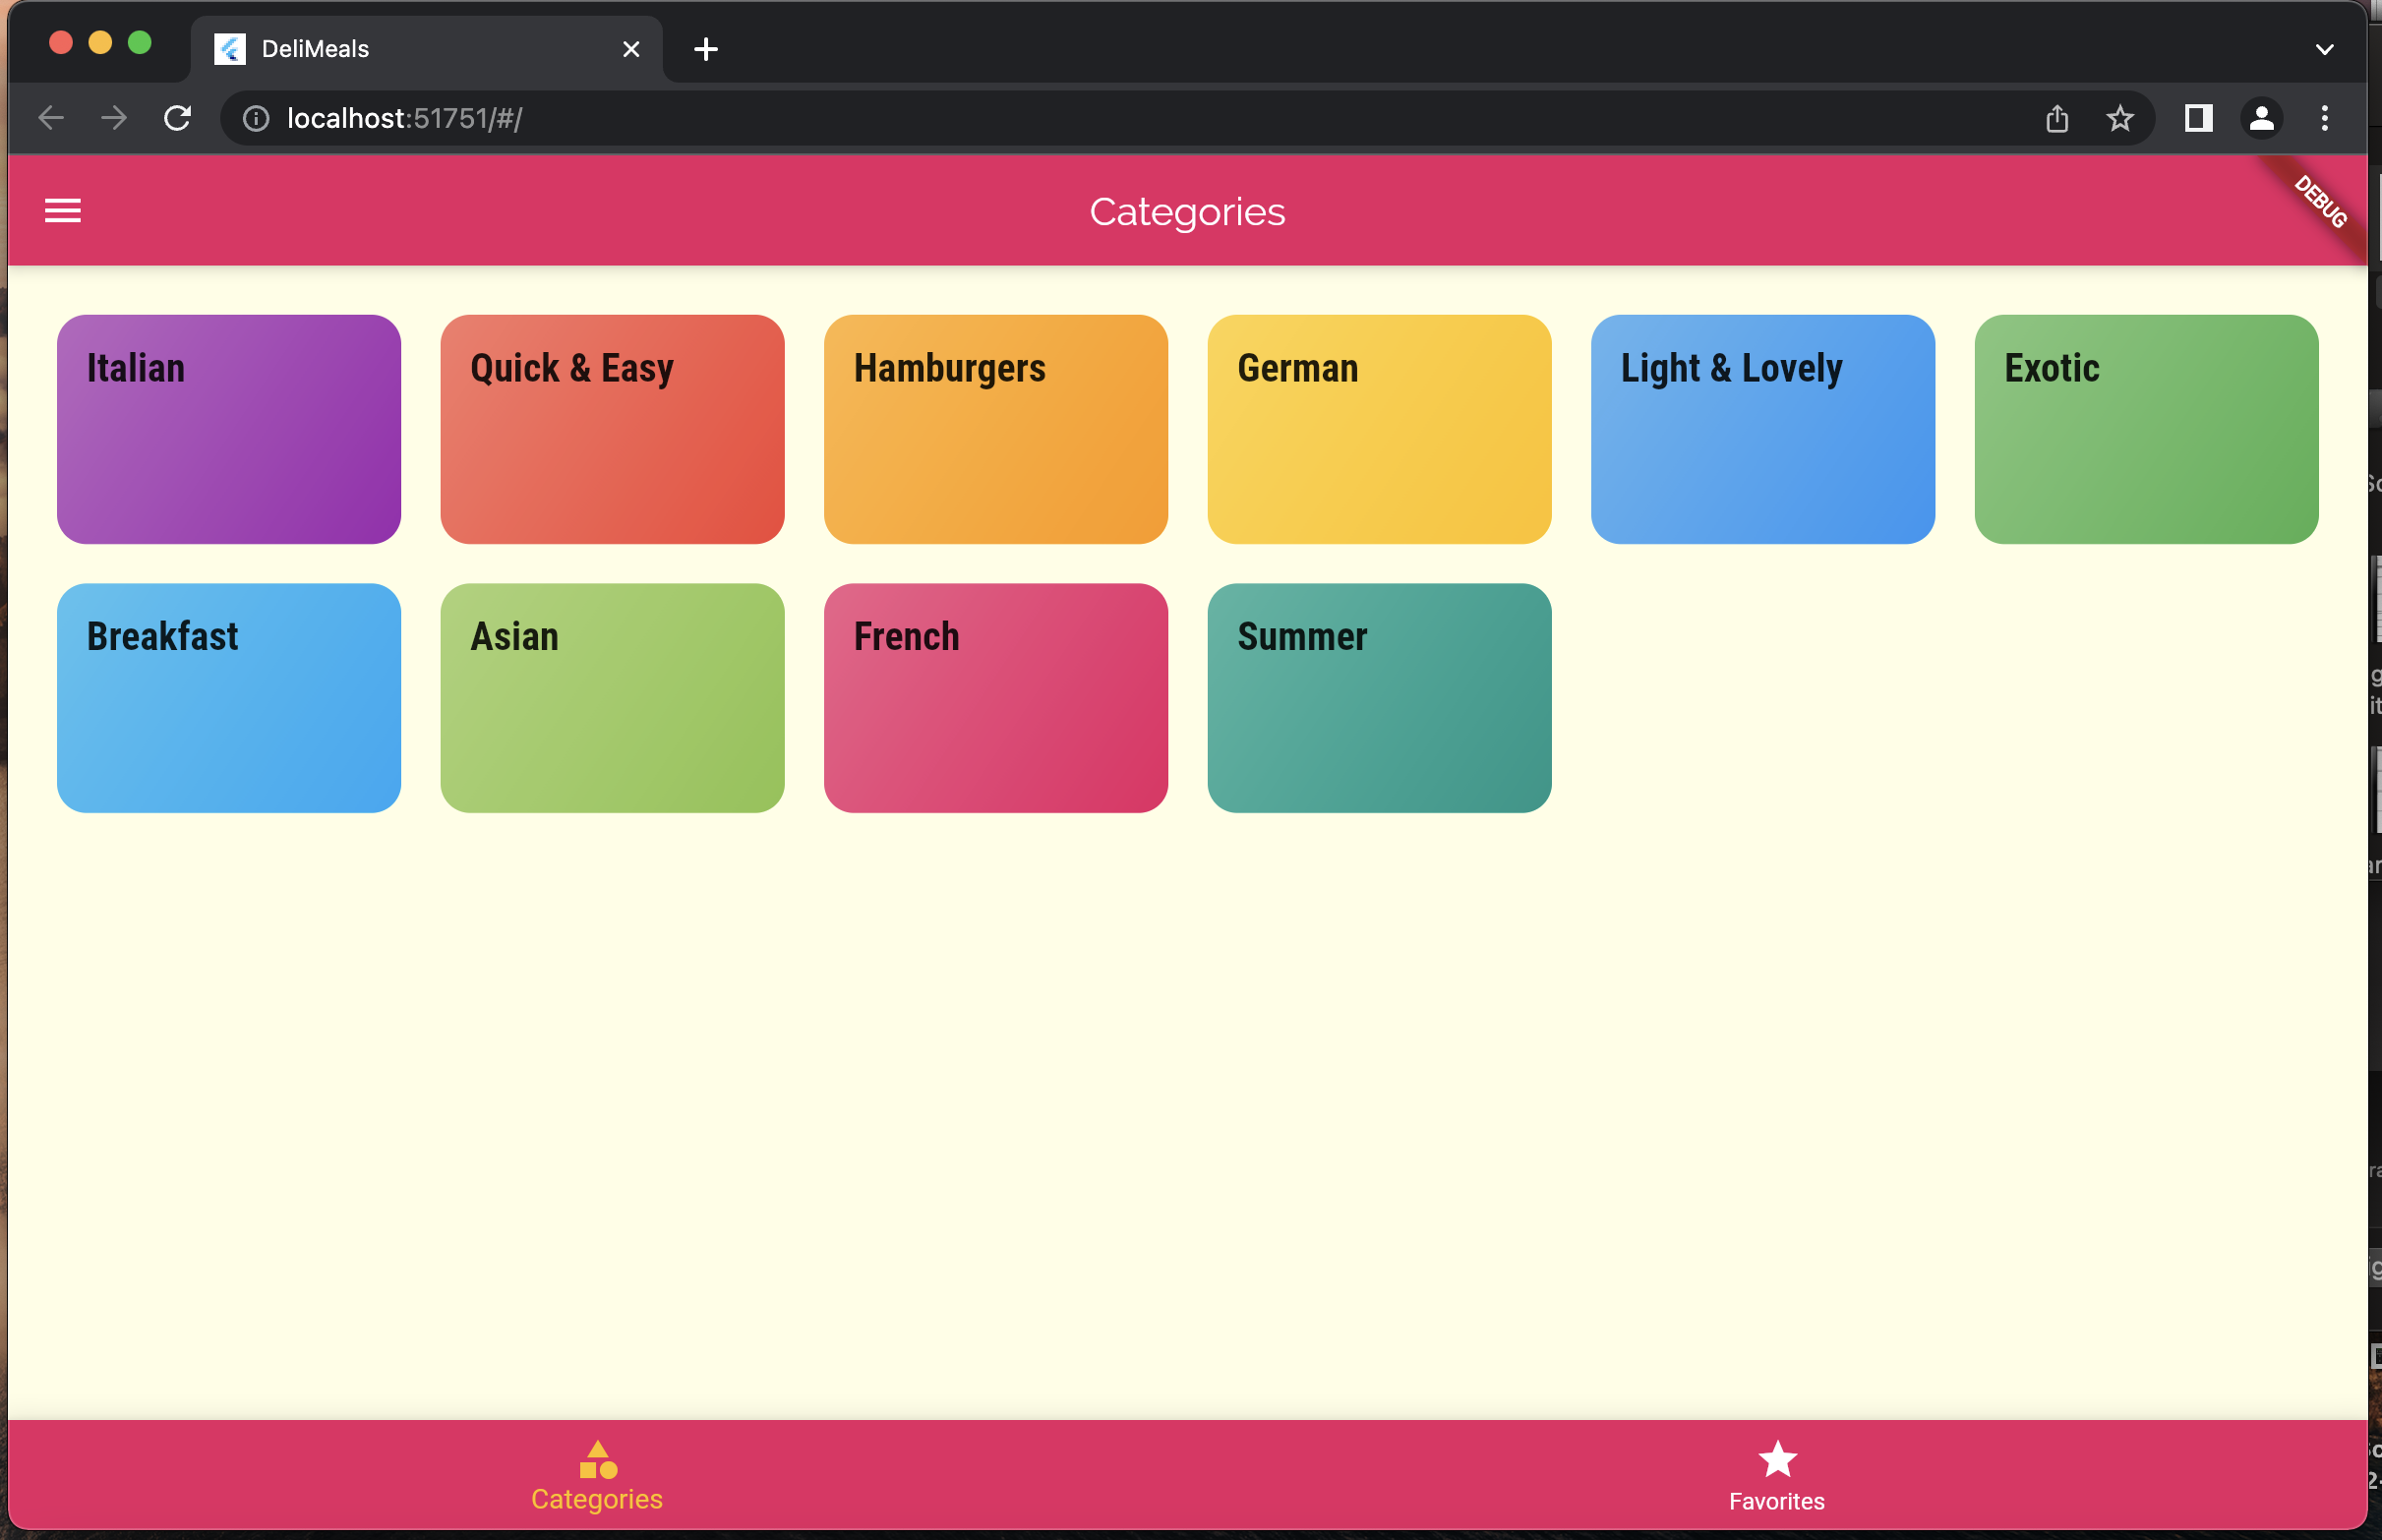 DeliMeals
localhost:51751/#/
Categories
DEBUG
Italian
Quick & Easy
Hamburgers
German
Light & Lovely
Exotic
Breakfast
Asian
French
Summer
Categories
Favorites